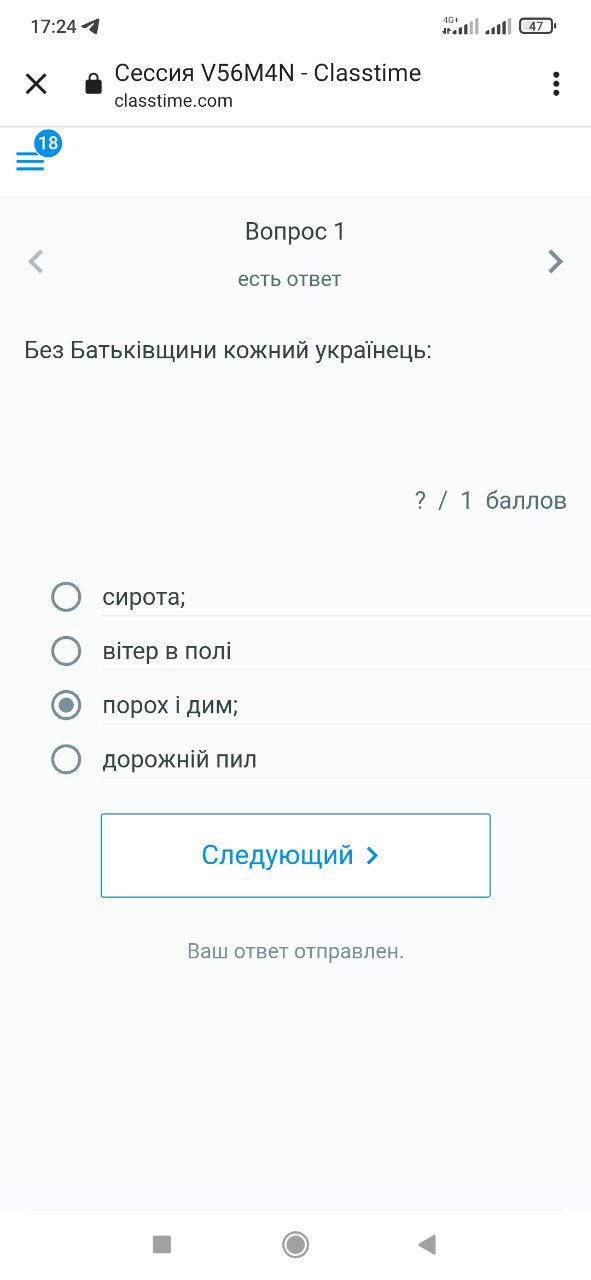 17:24
4G+
47
Сессия V56M4N - Classtime
classtime.com
18
Вопрос 1
есть ответ
Без Батьківщини кожний українець:
? / 1 баллов
сирота;
вітер в полі
порох і дим;
дорожній пил
Следующий
Ваш ответ отправлен.